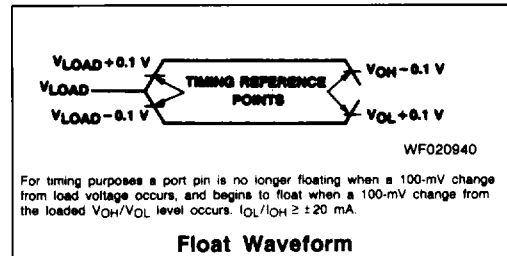 VLOAD+0.1 V
VLOAD
VLOAD−0.1 V
TIMING REFERENCE
POINTS
VOH−0.1 V
VOL+0.1 V
WF020940
For timing purposes a port pin is no longer floating when a 100-mV change
from load voltage occurs, and begins to float when a 100-mV change from
the loaded VOH/VOL level occurs. IOL/IOH ≥ ±20 mA.
Float Waveform